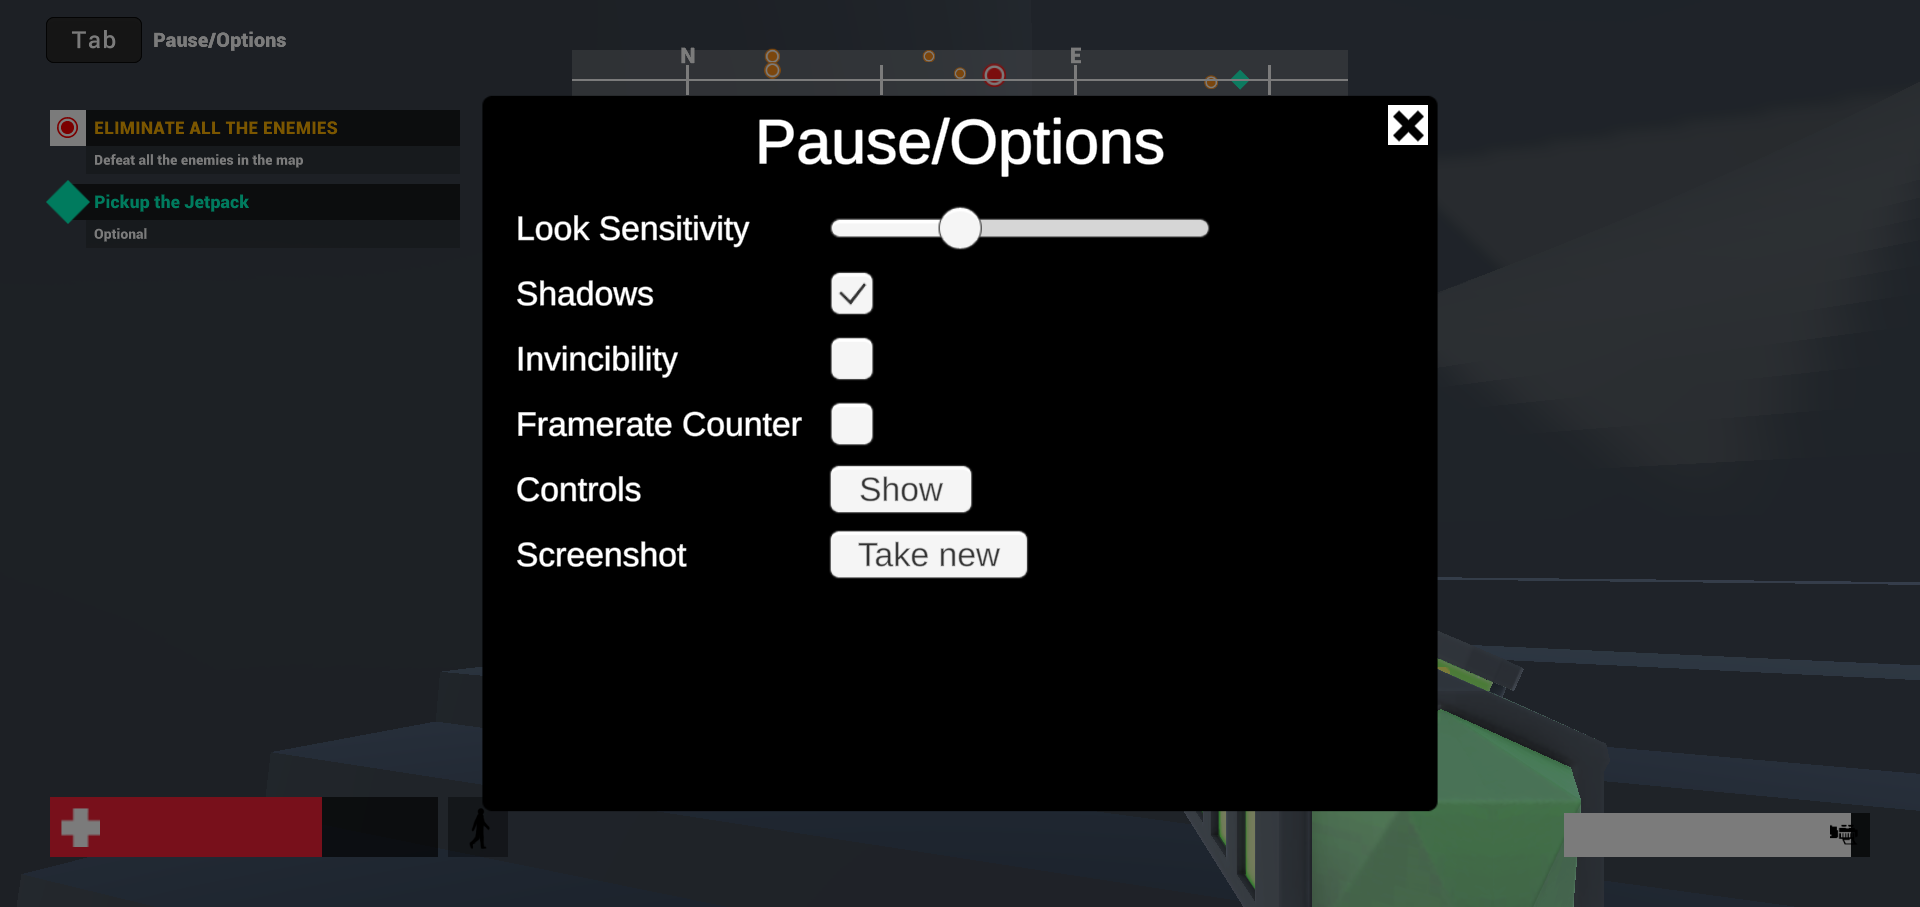 Tab Pause/Options
N E
ELIMINATE ALL THE ENEMIES
Defeat all the enemies in the map
Pickup the Jetpack
Optional
Pause/Options
Look Sensitivity
Shadows
Invincibility
Framerate Counter
Controls Show
Screenshot Take new